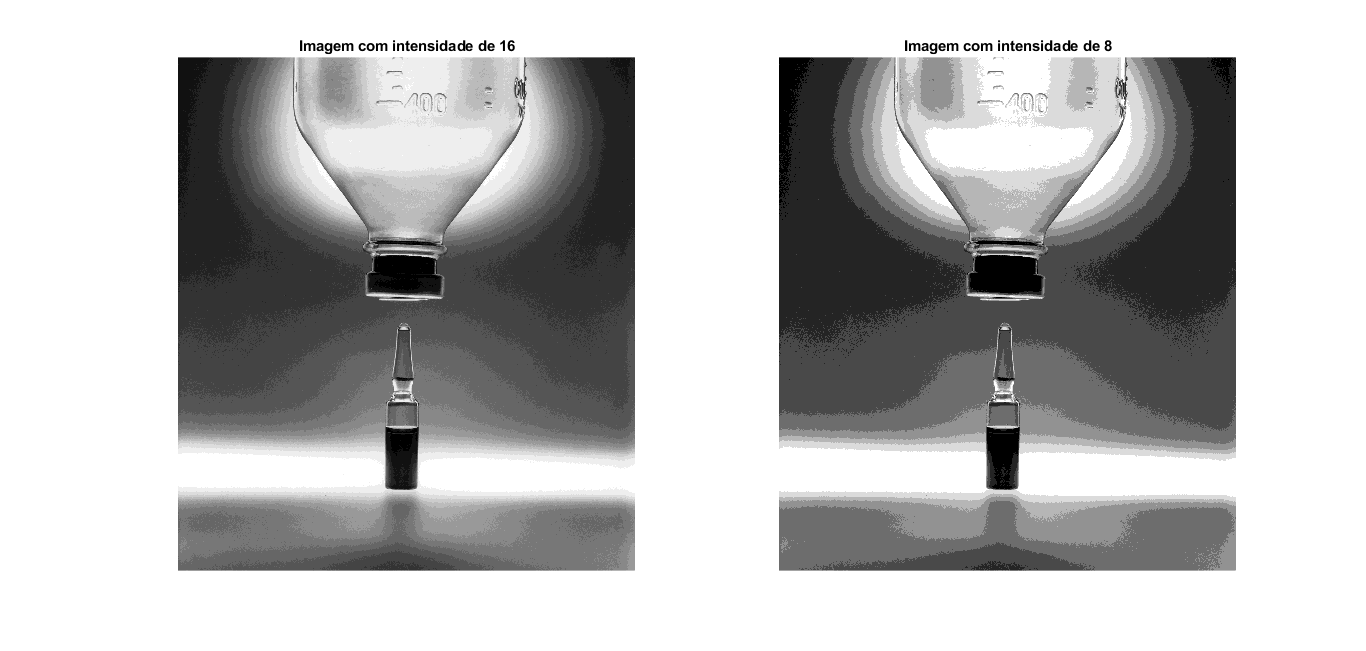 Imagem com intensidade de 16
Imagem com intensidade de 8
400
400